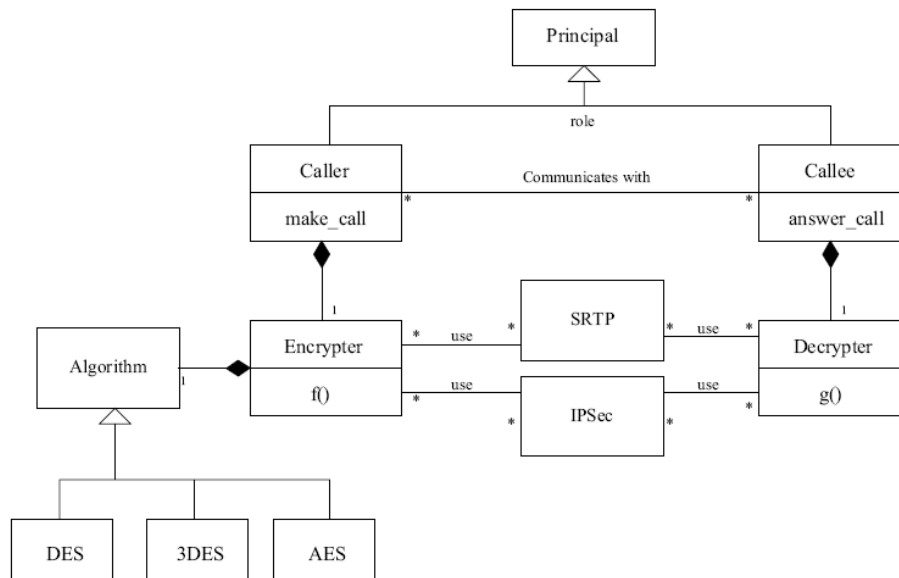 Principal
role
Caller
Callee
Communicates with
*
*
make_call
answer_call
1
1
Algorithm
1
Encrypter
f()
*
use
*
SRTP
*
use
*
Decrypter
g()
*
use
*
IPSec
*
use
*
DES
3DES
AES